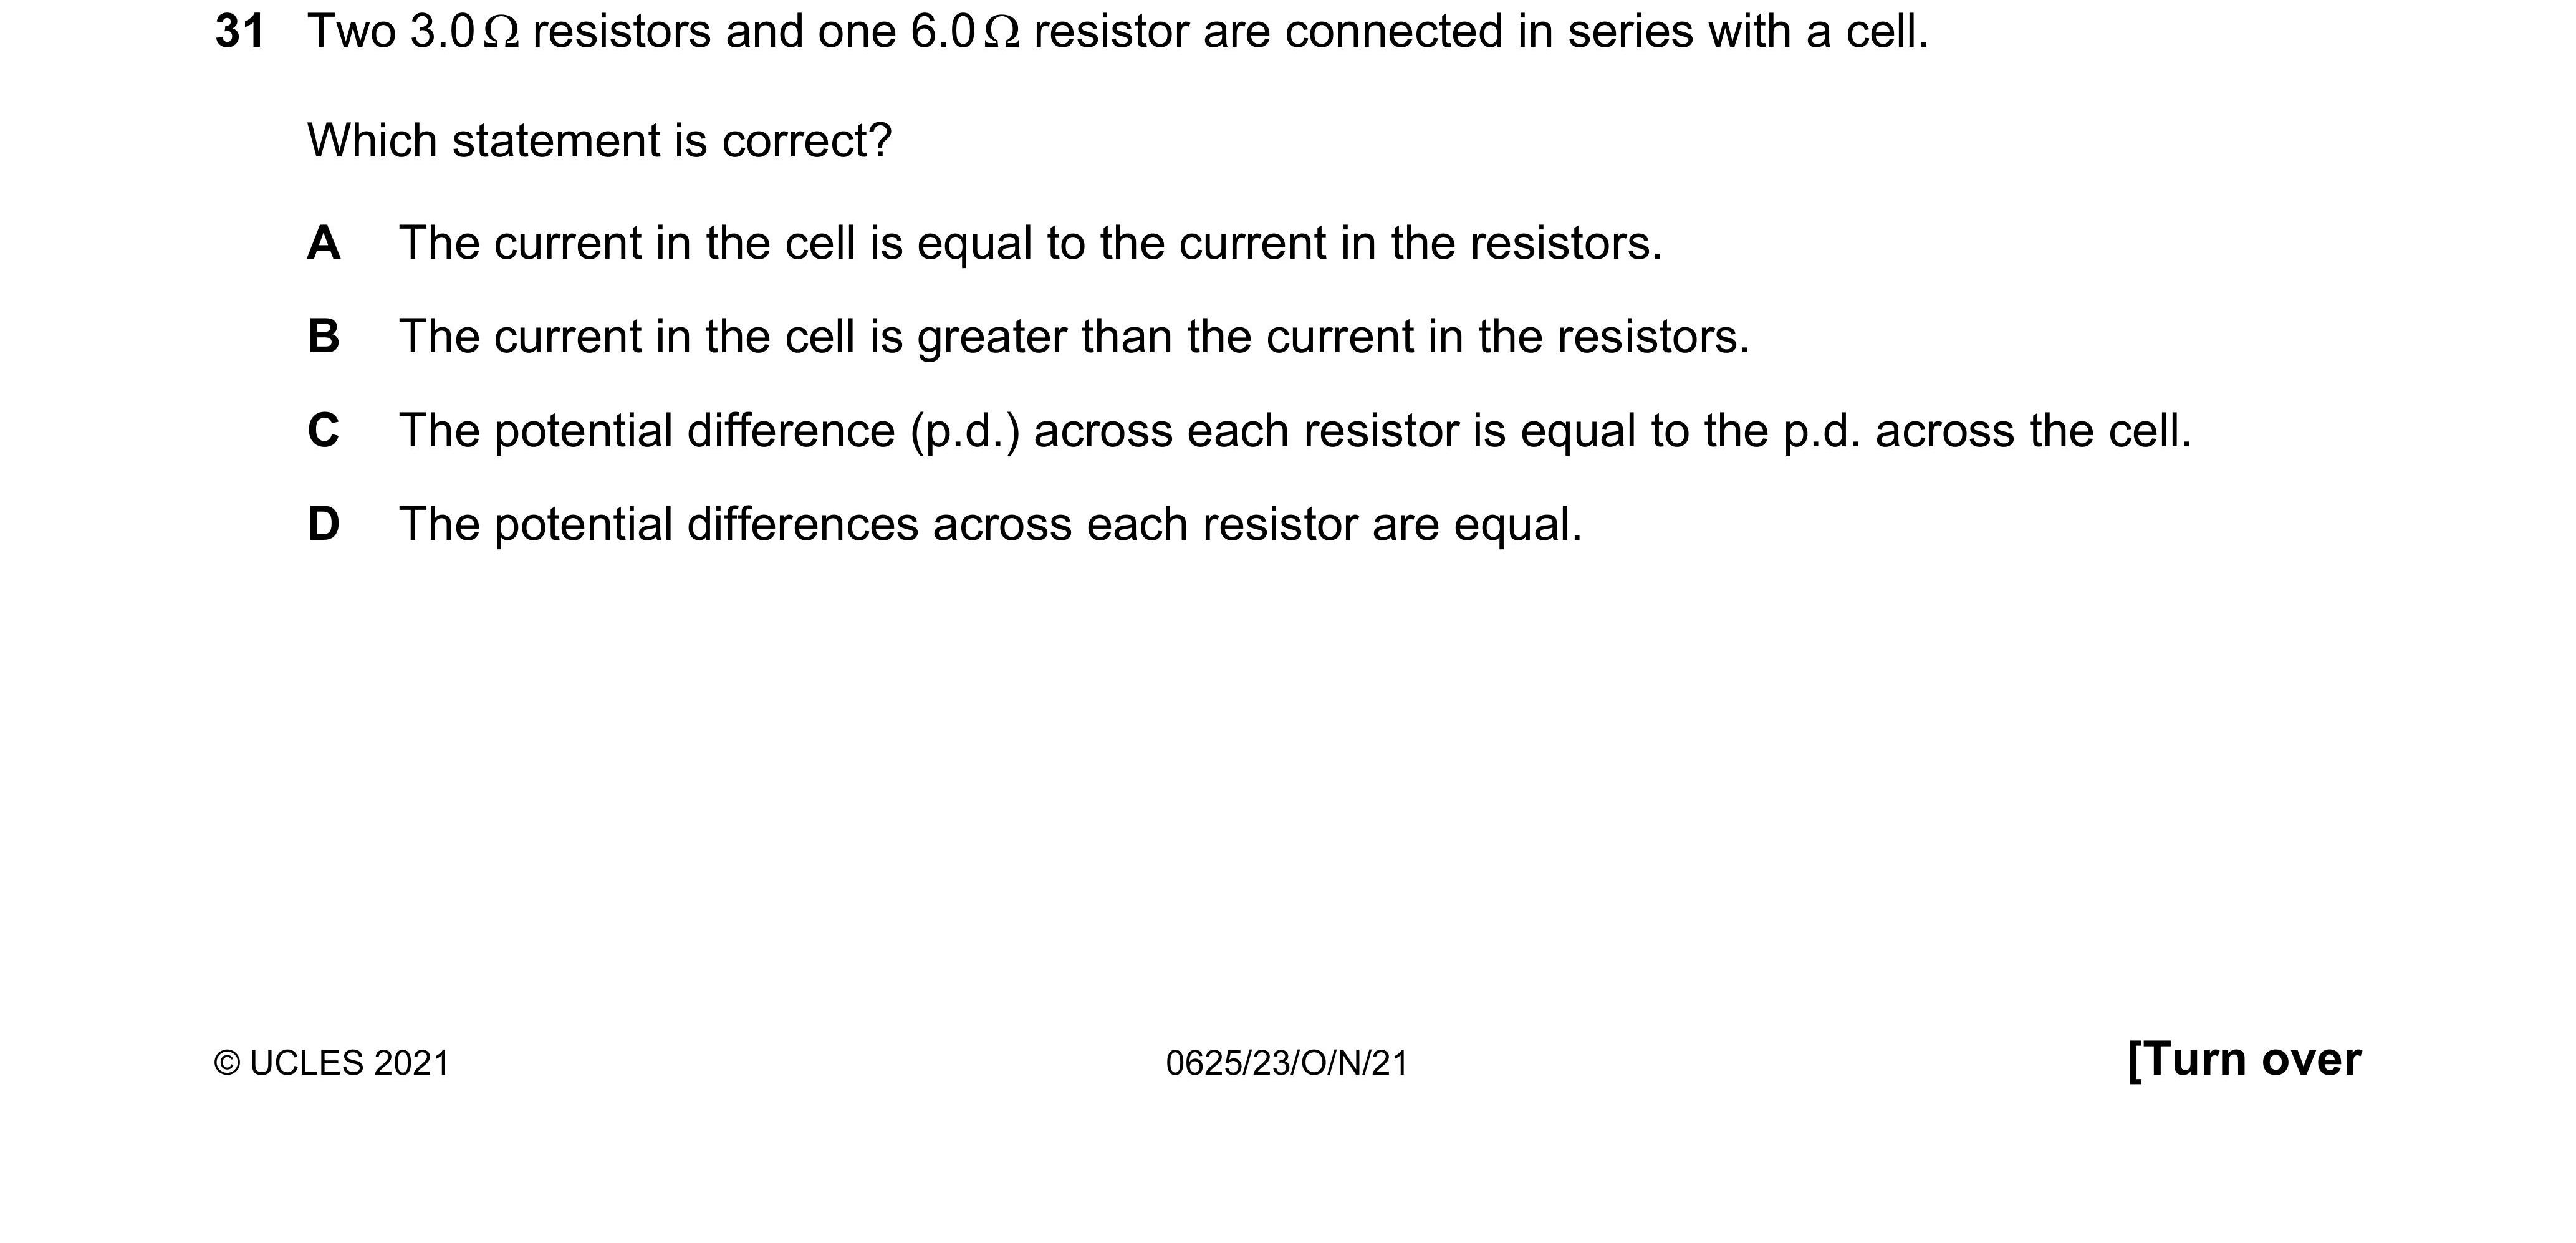 31 Two 3.0 Ω resistors and one 6.0 Ω resistor are connected in series with a cell.
Which statement is correct?
A The current in the cell is equal to the current in the resistors.
B The current in the cell is greater than the current in the resistors.
C The potential difference (p.d.) across each resistor is equal to the p.d. across the cell.
D The potential differences across each resistor are equal.
© UCLES 2021 0625/23/O/N/21 [Turn over